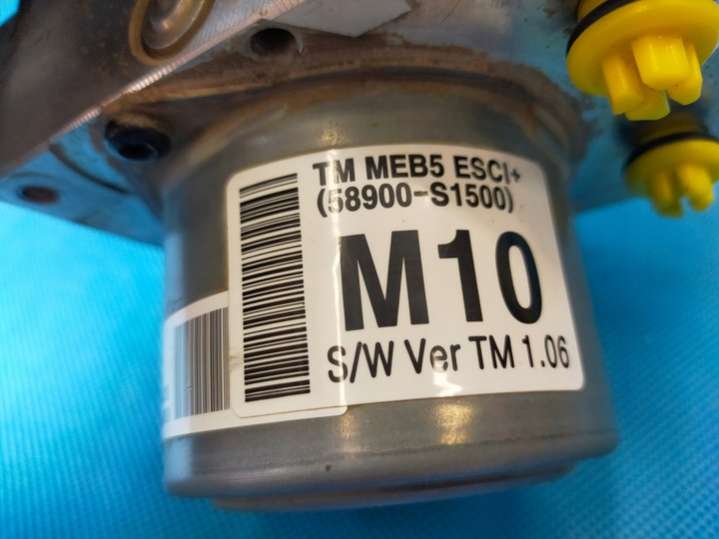 TM MEB5 ESCI+
(58900-S1500)
M10
S/W Ver TM 1.06